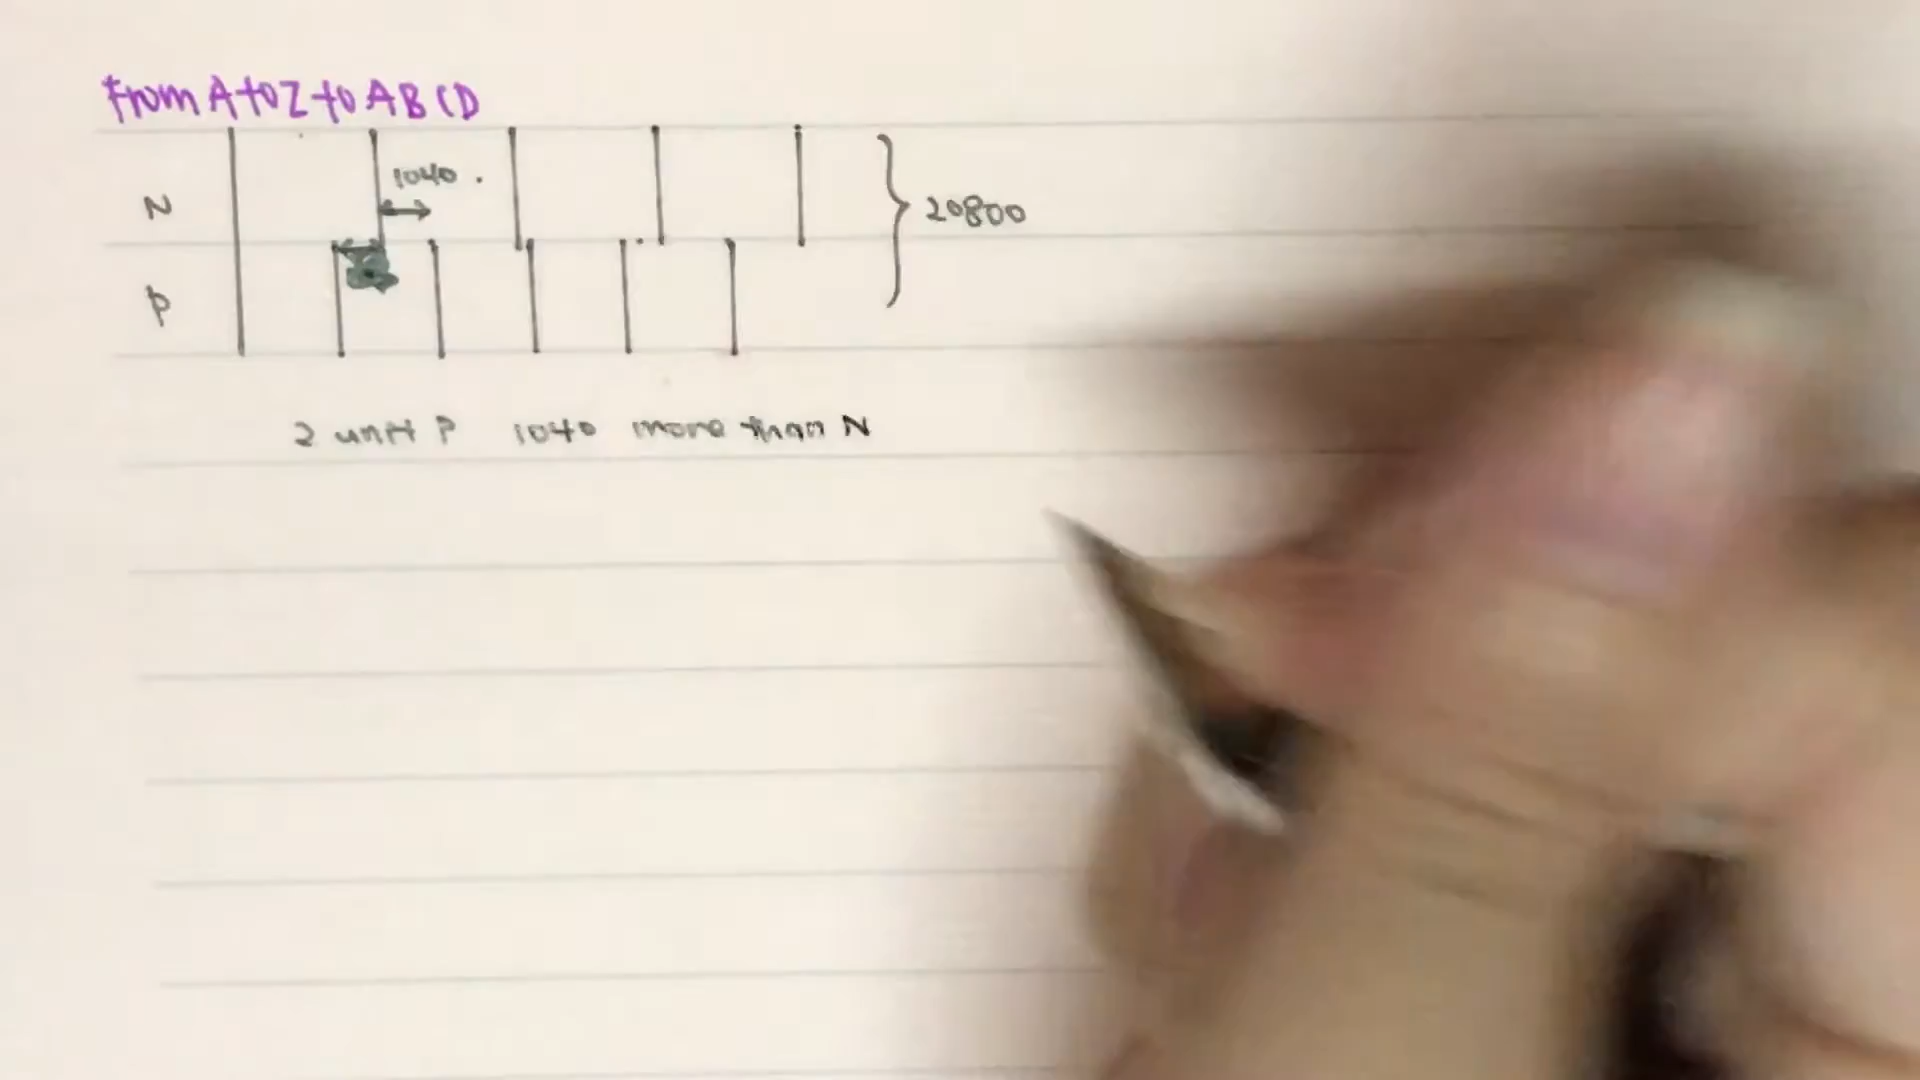 From A to Z to ABCD
1040
N
20800
P
2 unit P 1040 more than N